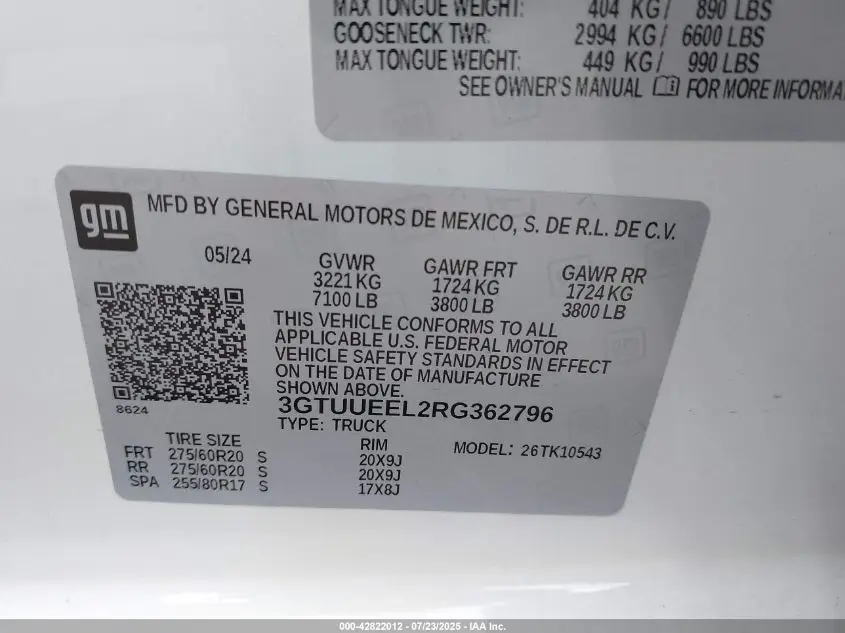 MAX TONGUE WEIGHT: 404 KG/ 890 LBS
GOOSENECK TWR: 2994 KG/ 6600 LBS
MAX TONGUE WEIGHT: 449 KG/ 990 LBS
SEE OWNER'S MANUAL FOR MORE INFORMA
gm
MFD BY GENERAL MOTORS DE MEXICO, S. DE R.L. DE C.V.
05/24 GVWR GAWR FRT GAWR RR
3221 KG 1724 KG 1724 KG
7100 LB 3800 LB 3800 LB
THIS VEHICLE CONFORMS TO ALL
APPLICABLE U.S. FEDERAL MOTOR
VEHICLE SAFETY STANDARDS IN EFFECT
ON THE DATE OF MANUFACTURE
SHOWN ABOVE.
8624
3GTUUEEL2RG362796
TYPE: TRUCK
TIRE SIZE RIM MODEL: 26TK10543
FRT 275/60R20 S 20X9J
RR 275/60R20 S 20X9J
SPA 255/80R17 S 17X8J
000-42822012 - 07/23/2025 - IAA Inc.